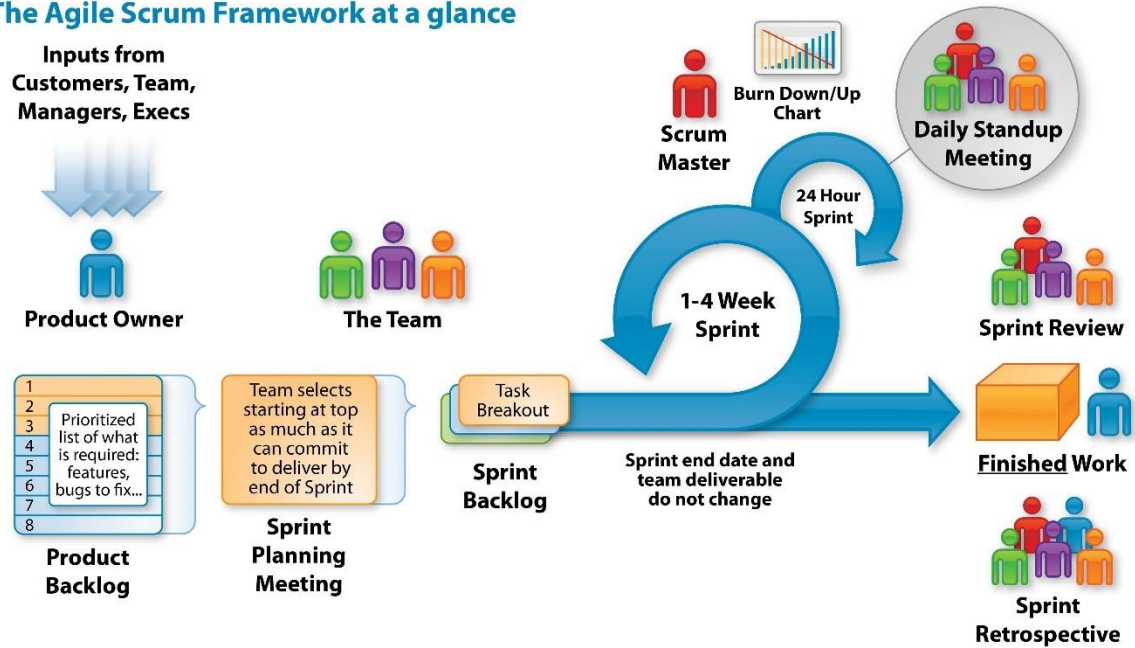 The Agile Scrum Framework at a glance
Inputs from
Customers, Team,
Managers, Execs
Product Owner
The Team
1
2
3
4
5
6
7
8
Prioritized
list of what
is required:
features,
bugs to fix...
Product
Backlog
Team selects
starting at top
as much as it
can commit
to deliver by
end of Sprint
Sprint
Planning
Meeting
Task
Breakout
Sprint
Backlog
Scrum
Master
Burn Down/Up
Chart
Daily Standup
Meeting
24 Hour
Sprint
1-4 Week
Sprint
Sprint end date and
team deliverable
do not change
Sprint Review
Finished Work
Sprint
Retrospective